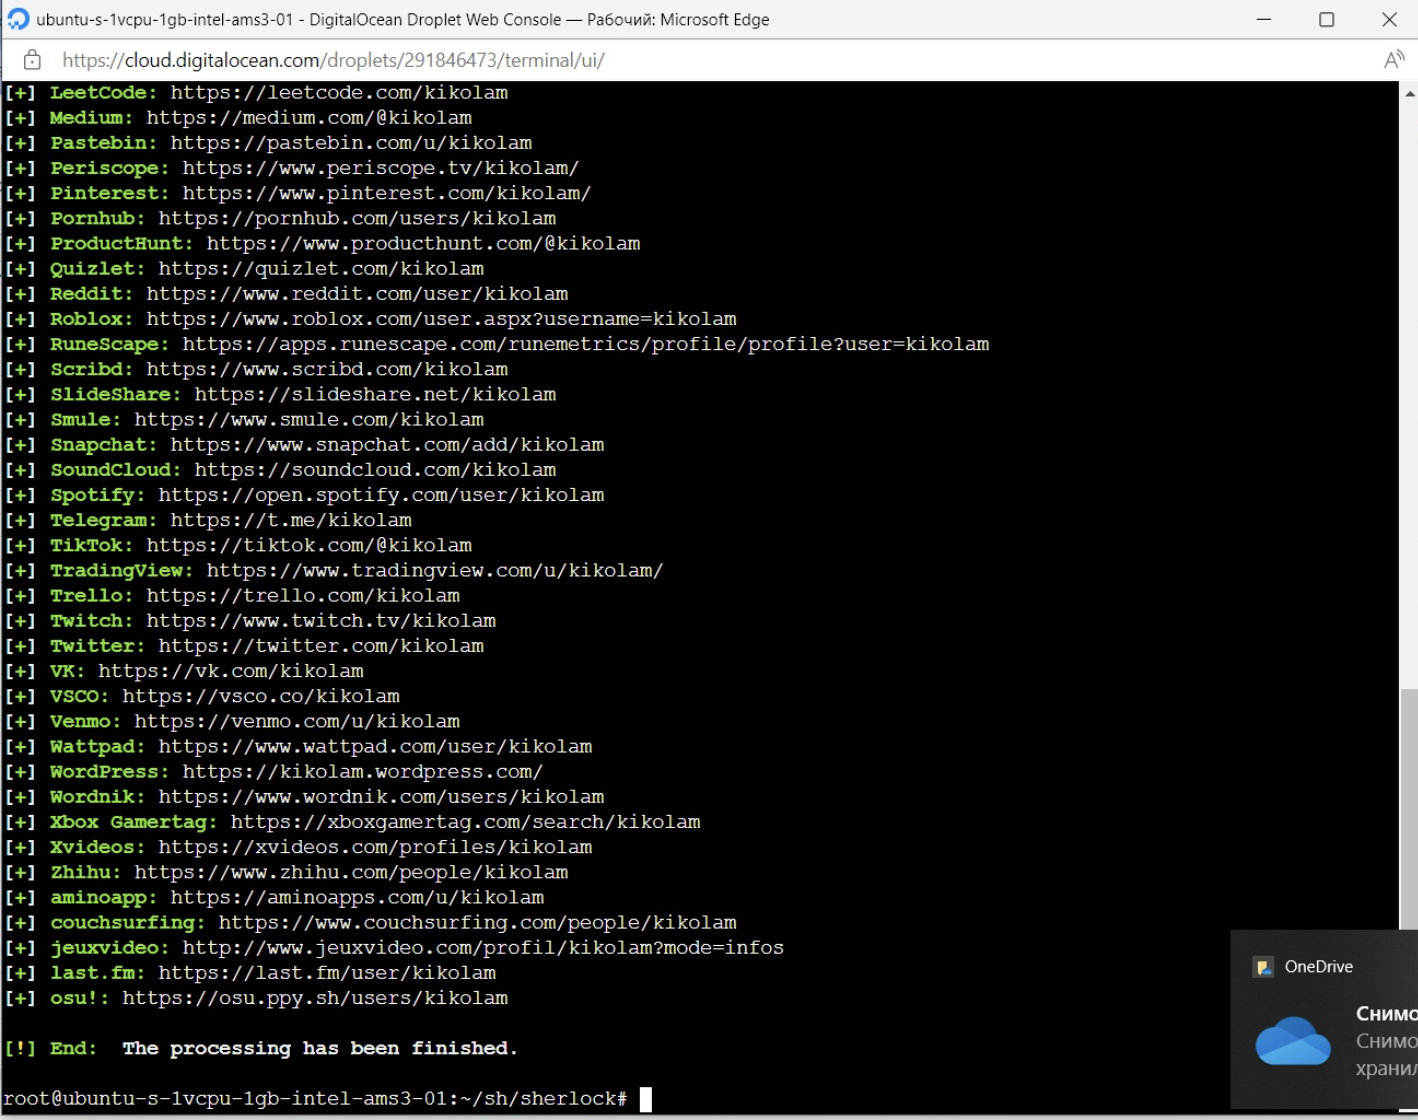 ubuntu-s-1vcpu-1gb-intel-ams3-01 - DigitalOcean Droplet Web Console — Рабочий: Microsoft Edge
https://cloud.digitalocean.com/droplets/291846473/terminal/ui/
[+] LeetCode: https://leetcode.com/kikolam
[+] Medium: https://medium.com/@kikolam
[+] Pastebin: https://pastebin.com/u/kikolam
[+] Periscope: https://www.periscope.tv/kikolam/
[+] Pinterest: https://www.pinterest.com/kikolam/
[+] Pornhub: https://pornhub.com/users/kikolam
[+] ProductHunt: https://www.producthunt.com/@kikolam
[+] Quizlet: https://quizlet.com/kikolam
[+] Reddit: https://www.reddit.com/user/kikolam
[+] Roblox: https://www.roblox.com/user.aspx?username=kikolam
[+] RuneScape: https://apps.runescape.com/runemetrics/profile/profile?user=kikolam
[+] Scribd: https://www.scribd.com/kikolam
[+] SlideShare: https://slideshare.net/kikolam
[+] Smule: https://www.smule.com/kikolam
[+] Snapchat: https://www.snapchat.com/add/kikolam
[+] SoundCloud: https://soundcloud.com/kikolam
[+] Spotify: https://open.spotify.com/user/kikolam
[+] Telegram: https://t.me/kikolam
[+] TikTok: https://tiktok.com/@kikolam
[+] TradingView: https://www.tradingview.com/u/kikolam/
[+] Trello: https://trello.com/kikolam
[+] Twitch: https://www.twitch.tv/kikolam
[+] Twitter: https://twitter.com/kikolam
[+] VK: https://vk.com/kikolam
[+] VSCO: https://vsco.co/kikolam
[+] Venmo: https://venmo.com/u/kikolam
[+] Wattpad: https://www.wattpad.com/user/kikolam
[+] WordPress: https://kikolam.wordpress.com/
[+] Wordnik: https://www.wordnik.com/users/kikolam
[+] Xbox Gamertag: https://xboxgamertag.com/search/kikolam
[+] Xvideos: https://xvideos.com/profiles/kikolam
[+] Zhihu: https://www.zhihu.com/people/kikolam
[+] aminoapp: https://aminoapps.com/u/kikolam
[+] couchsurfing: https://www.couchsurfing.com/people/kikolam
[+] jeuxvideo: http://www.jeuxvideo.com/profil/kikolam?mode=infos
[+] last.fm: https://last.fm/user/kikolam
[+] osu!: https://osu.ppy.sh/users/kikolam
[!] End: The processing has been finished.
root@ubuntu-s-1vcpu-1gb-intel-ams3-01:~/sh/sherlock#
OneDrive
Снимо
Снимо
хранил